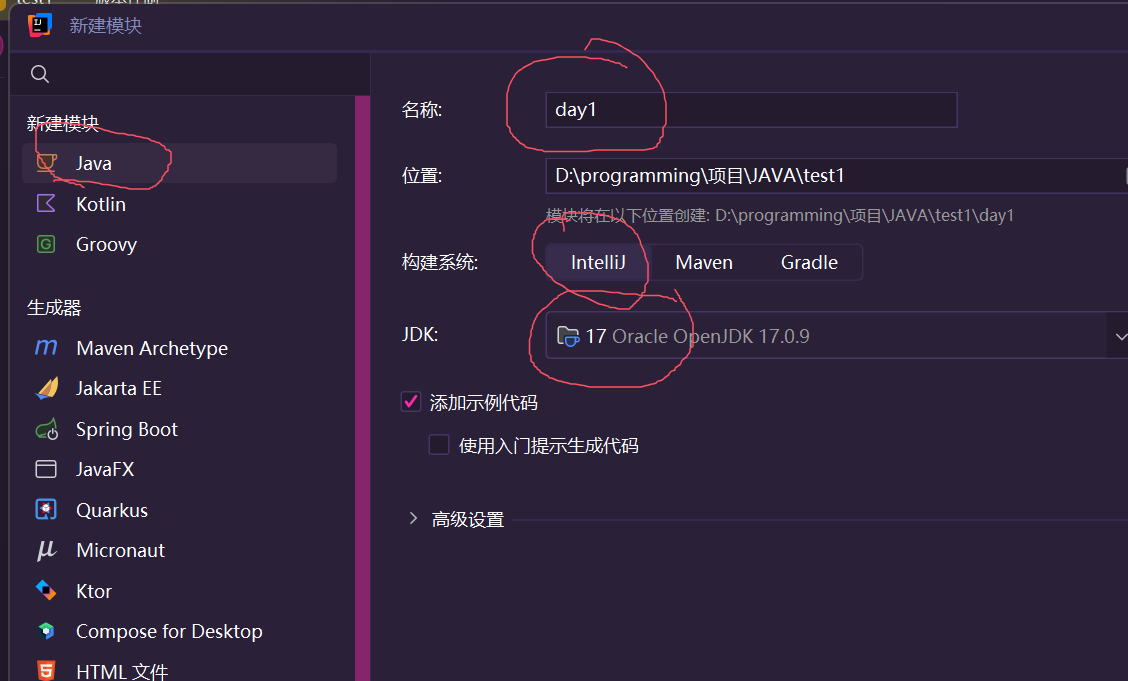 新建模块
新建模块
Java
Kotlin
Groovy
生成器
Maven Archetype
Jakarta EE
Spring Boot
JavaFX
Quarkus
Micronaut
Ktor
Compose for Desktop
HTML 文件
名称:
day1
位置:
D:\programming\项目\JAVA\test1
模块将在以下位置创建: D:\programming\项目\JAVA\test1\day1
构建系统:
IntelliJ Maven Gradle
JDK:
17 Oracle OpenJDK 17.0.9
添加示例代码
使用入门提示生成代码
高级设置